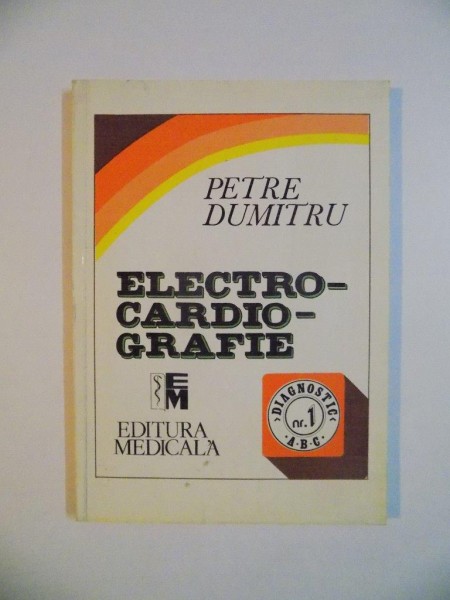 PETRE
DUMITRU
ELECTRO-
CARDIO-
GRAFIE
EM
EDITURA
MEDICALĂ
DIAGNOSTIC
nr. 1
A·B·C